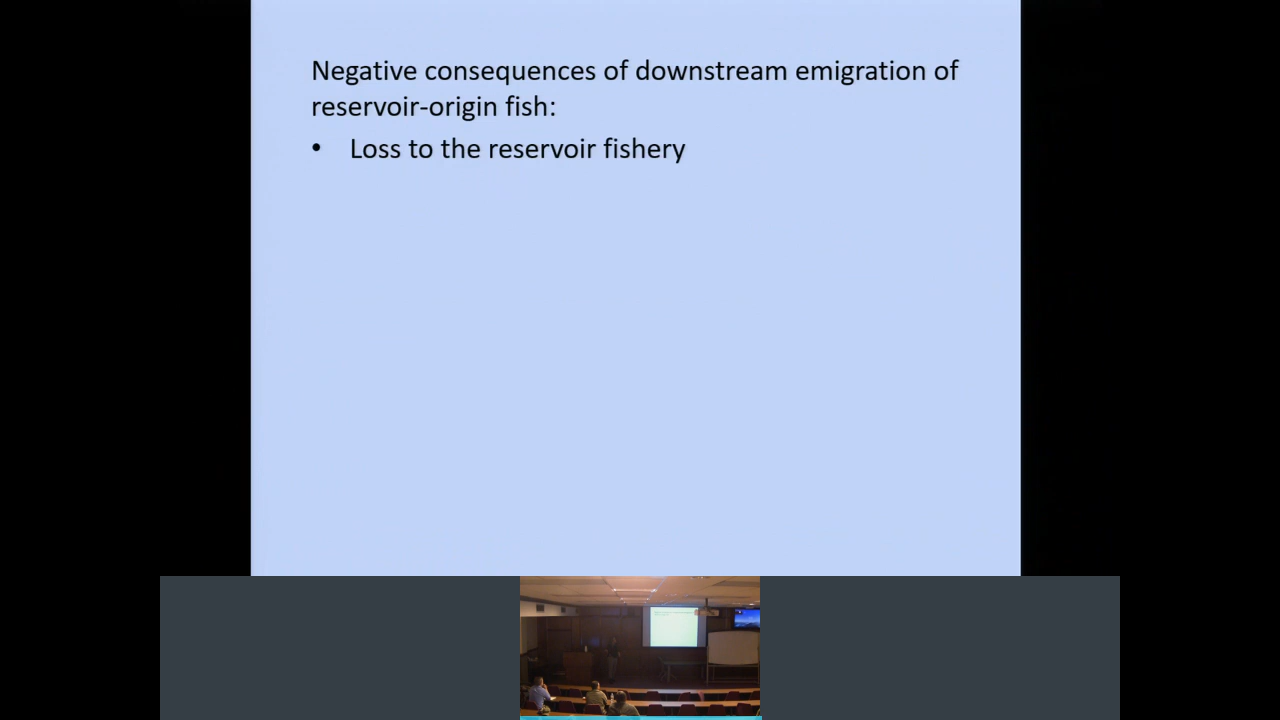 Negative consequences of downstream emigration of
reservoir-origin fish:
• Loss to the reservoir fishery